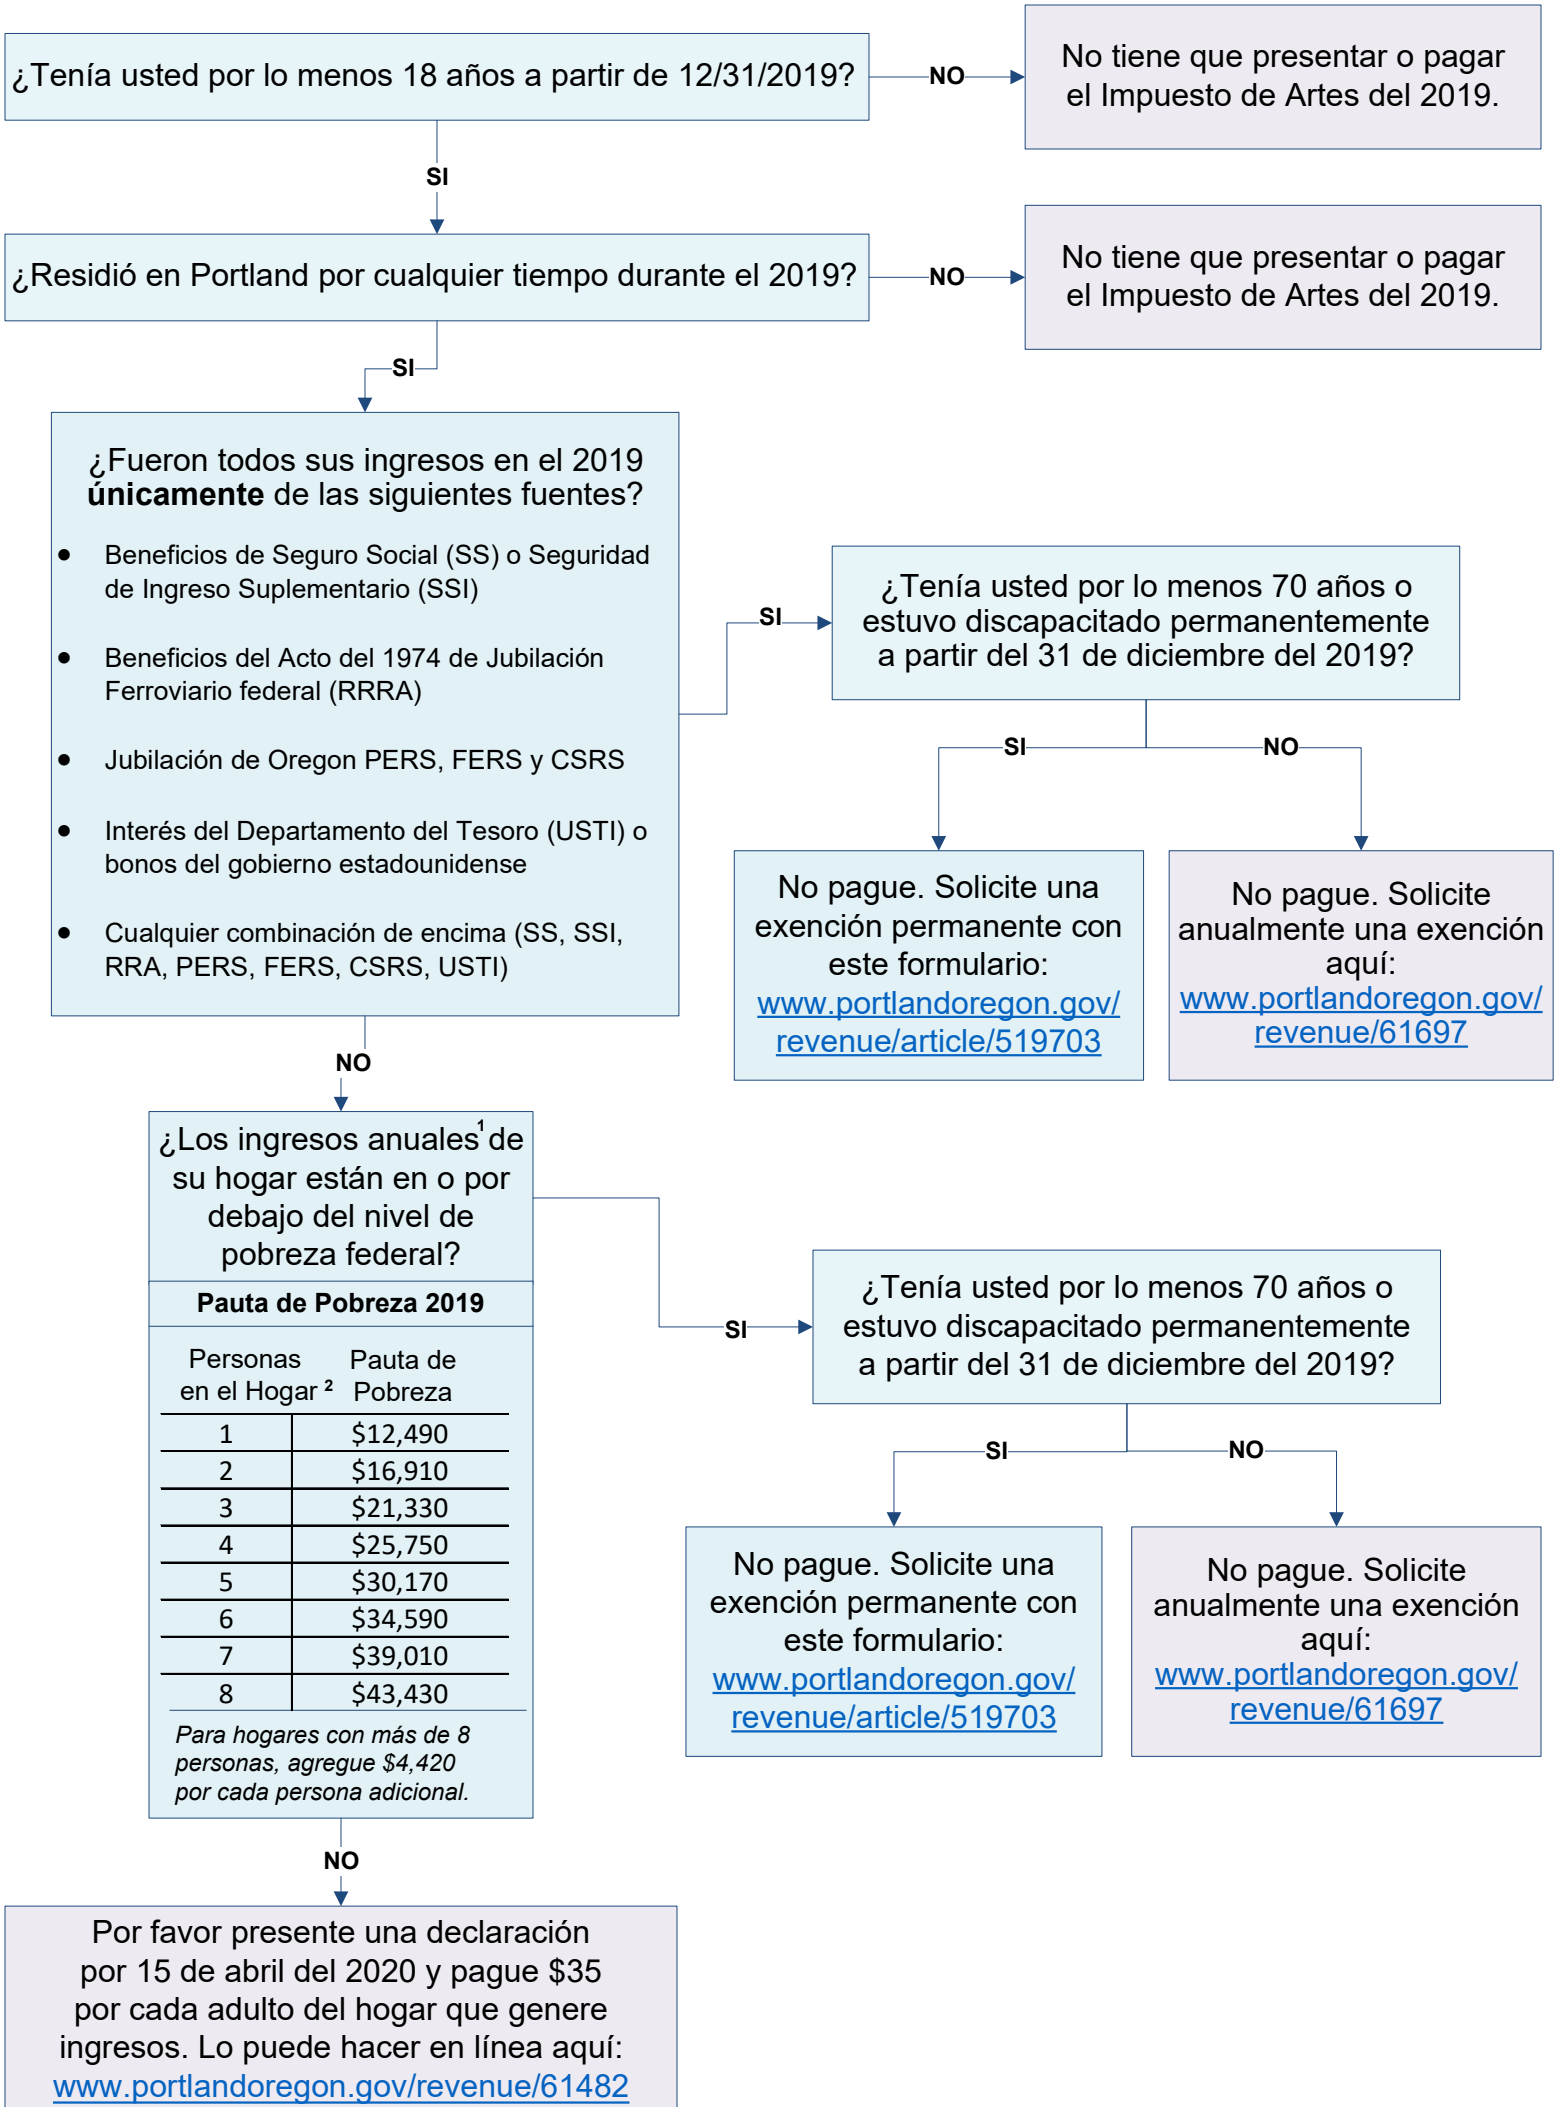 ¿Tenía usted por lo menos 18 años a partir de 12/31/2019?
NO
No tiene que presentar o pagar
el Impuesto de Artes del 2019.
SI
¿Residió en Portland por cualquier tiempo durante el 2019?
NO
No tiene que presentar o pagar
el Impuesto de Artes del 2019.
SI
¿Fueron todos sus ingresos en el 2019
únicamente de las siguientes fuentes?
• Beneficios de Seguro Social (SS) o Seguridad
de Ingreso Suplementario (SSI)
• Beneficios del Acto del 1974 de Jubilación
Ferroviario federal (RRRA)
• Jubilación de Oregon PERS, FERS y CSRS
• Interés del Departamento del Tesoro (USTI) o
bonos del gobierno estadounidense
• Cualquier combinación de encima (SS, SSI,
RRA, PERS, FERS, CSRS, USTI)
SI
¿Tenía usted por lo menos 70 años o
estuvo discapacitado permanentemente
a partir del 31 de diciembre del 2019?
SI
NO
No pague. Solicite una
exención permanente con
este formulario:
www.portlandoregon.gov/
revenue/article/519703
No pague. Solicite
anualmente una exención
aquí:
www.portlandoregon.gov/
revenue/61697
NO
¿Los ingresos anuales¹ de
su hogar están en o por
debajo del nivel de
pobreza federal?
Pauta de Pobreza 2019
Personas Pauta de
en el Hogar ² Pobreza
1 $12,490
2 $16,910
3 $21,330
4 $25,750
5 $30,170
6 $34,590
7 $39,010
8 $43,430
Para hogares con más de 8
personas, agregue $4,420
por cada persona adicional.
SI
¿Tenía usted por lo menos 70 años o
estuvo discapacitado permanentemente
a partir del 31 de diciembre del 2019?
SI
NO
No pague. Solicite una
exención permanente con
este formulario:
www.portlandoregon.gov/
revenue/article/519703
No pague. Solicite
anualmente una exención
aquí:
www.portlandoregon.gov/
revenue/61697
NO
Por favor presente una declaración
por 15 de abril del 2020 y pague $35
por cada adulto del hogar que genere
ingresos. Lo puede hacer en línea aquí:
www.portlandoregon.gov/revenue/61482